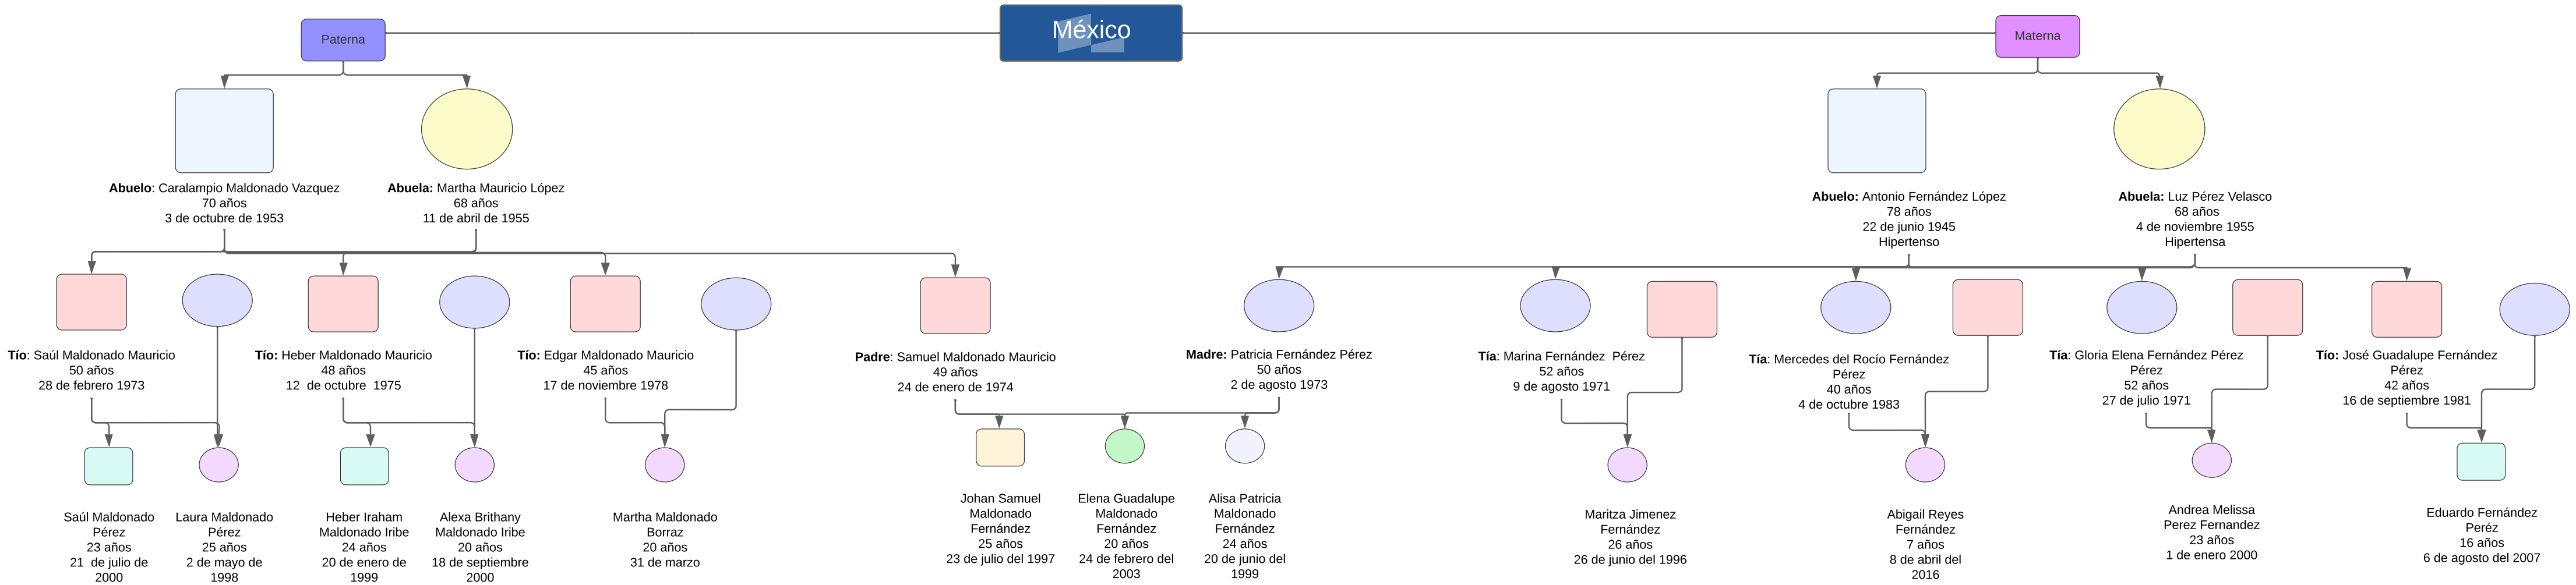 México
Paterna
Materna
Abuelo: Caralampio Maldonado Vazquez
70 años
3 de octubre de 1953
Abuela: Martha Mauricio López
68 años
11 de abril de 1955
Abuelo: Antonio Fernández López
78 años
22 de junio 1945
Hipertenso
Abuela: Luz Pérez Velasco
68 años
4 de noviembre 1955
Hipertensa
Tío: Saúl Maldonado Mauricio
50 años
28 de febrero 1973
Tío: Heber Maldonado Mauricio
48 años
12 de octubre 1975
Tío: Edgar Maldonado Mauricio
45 años
17 de noviembre 1978
Padre: Samuel Maldonado Mauricio
49 años
24 de enero de 1974
Madre: Patricia Fernández Pérez
50 años
2 de agosto 1973
Tía: Marina Fernández Pérez
52 años
9 de agosto 1971
Tía: Mercedes del Rocío Fernández
Pérez
40 años
4 de octubre 1983
Tía: Gloria Elena Fernández Pérez
Pérez
52 años
27 de julio 1971
Tío: José Guadalupe Fernández
Pérez
42 años
16 de septiembre 1981
Saúl Maldonado
Pérez
23 años
21 de julio de
2000
Laura Maldonado
Pérez
25 años
2 de mayo de
1998
Heber Iraham
Maldonado Iribe
24 años
20 de enero de
1999
Alexa Brithany
Maldonado Iribe
20 años
18 de septiembre
2000
Martha Maldonado
Borraz
20 años
31 de marzo
Johan Samuel
Maldonado
Fernández
25 años
23 de julio del 1997
Elena Guadalupe
Maldonado
Fernández
20 años
24 de febrero del
2003
Alisa Patricia
Maldonado
Fernández
24 años
20 de junio del
1999
Maritza Jimenez
Fernández
26 años
26 de junio del 1996
Abigail Reyes
Fernández
7 años
8 de abril del
2016
Andrea Melissa
Perez Fernandez
23 años
1 de enero 2000
Eduardo Fernández
Peréz
16 años
6 de agosto del 2007